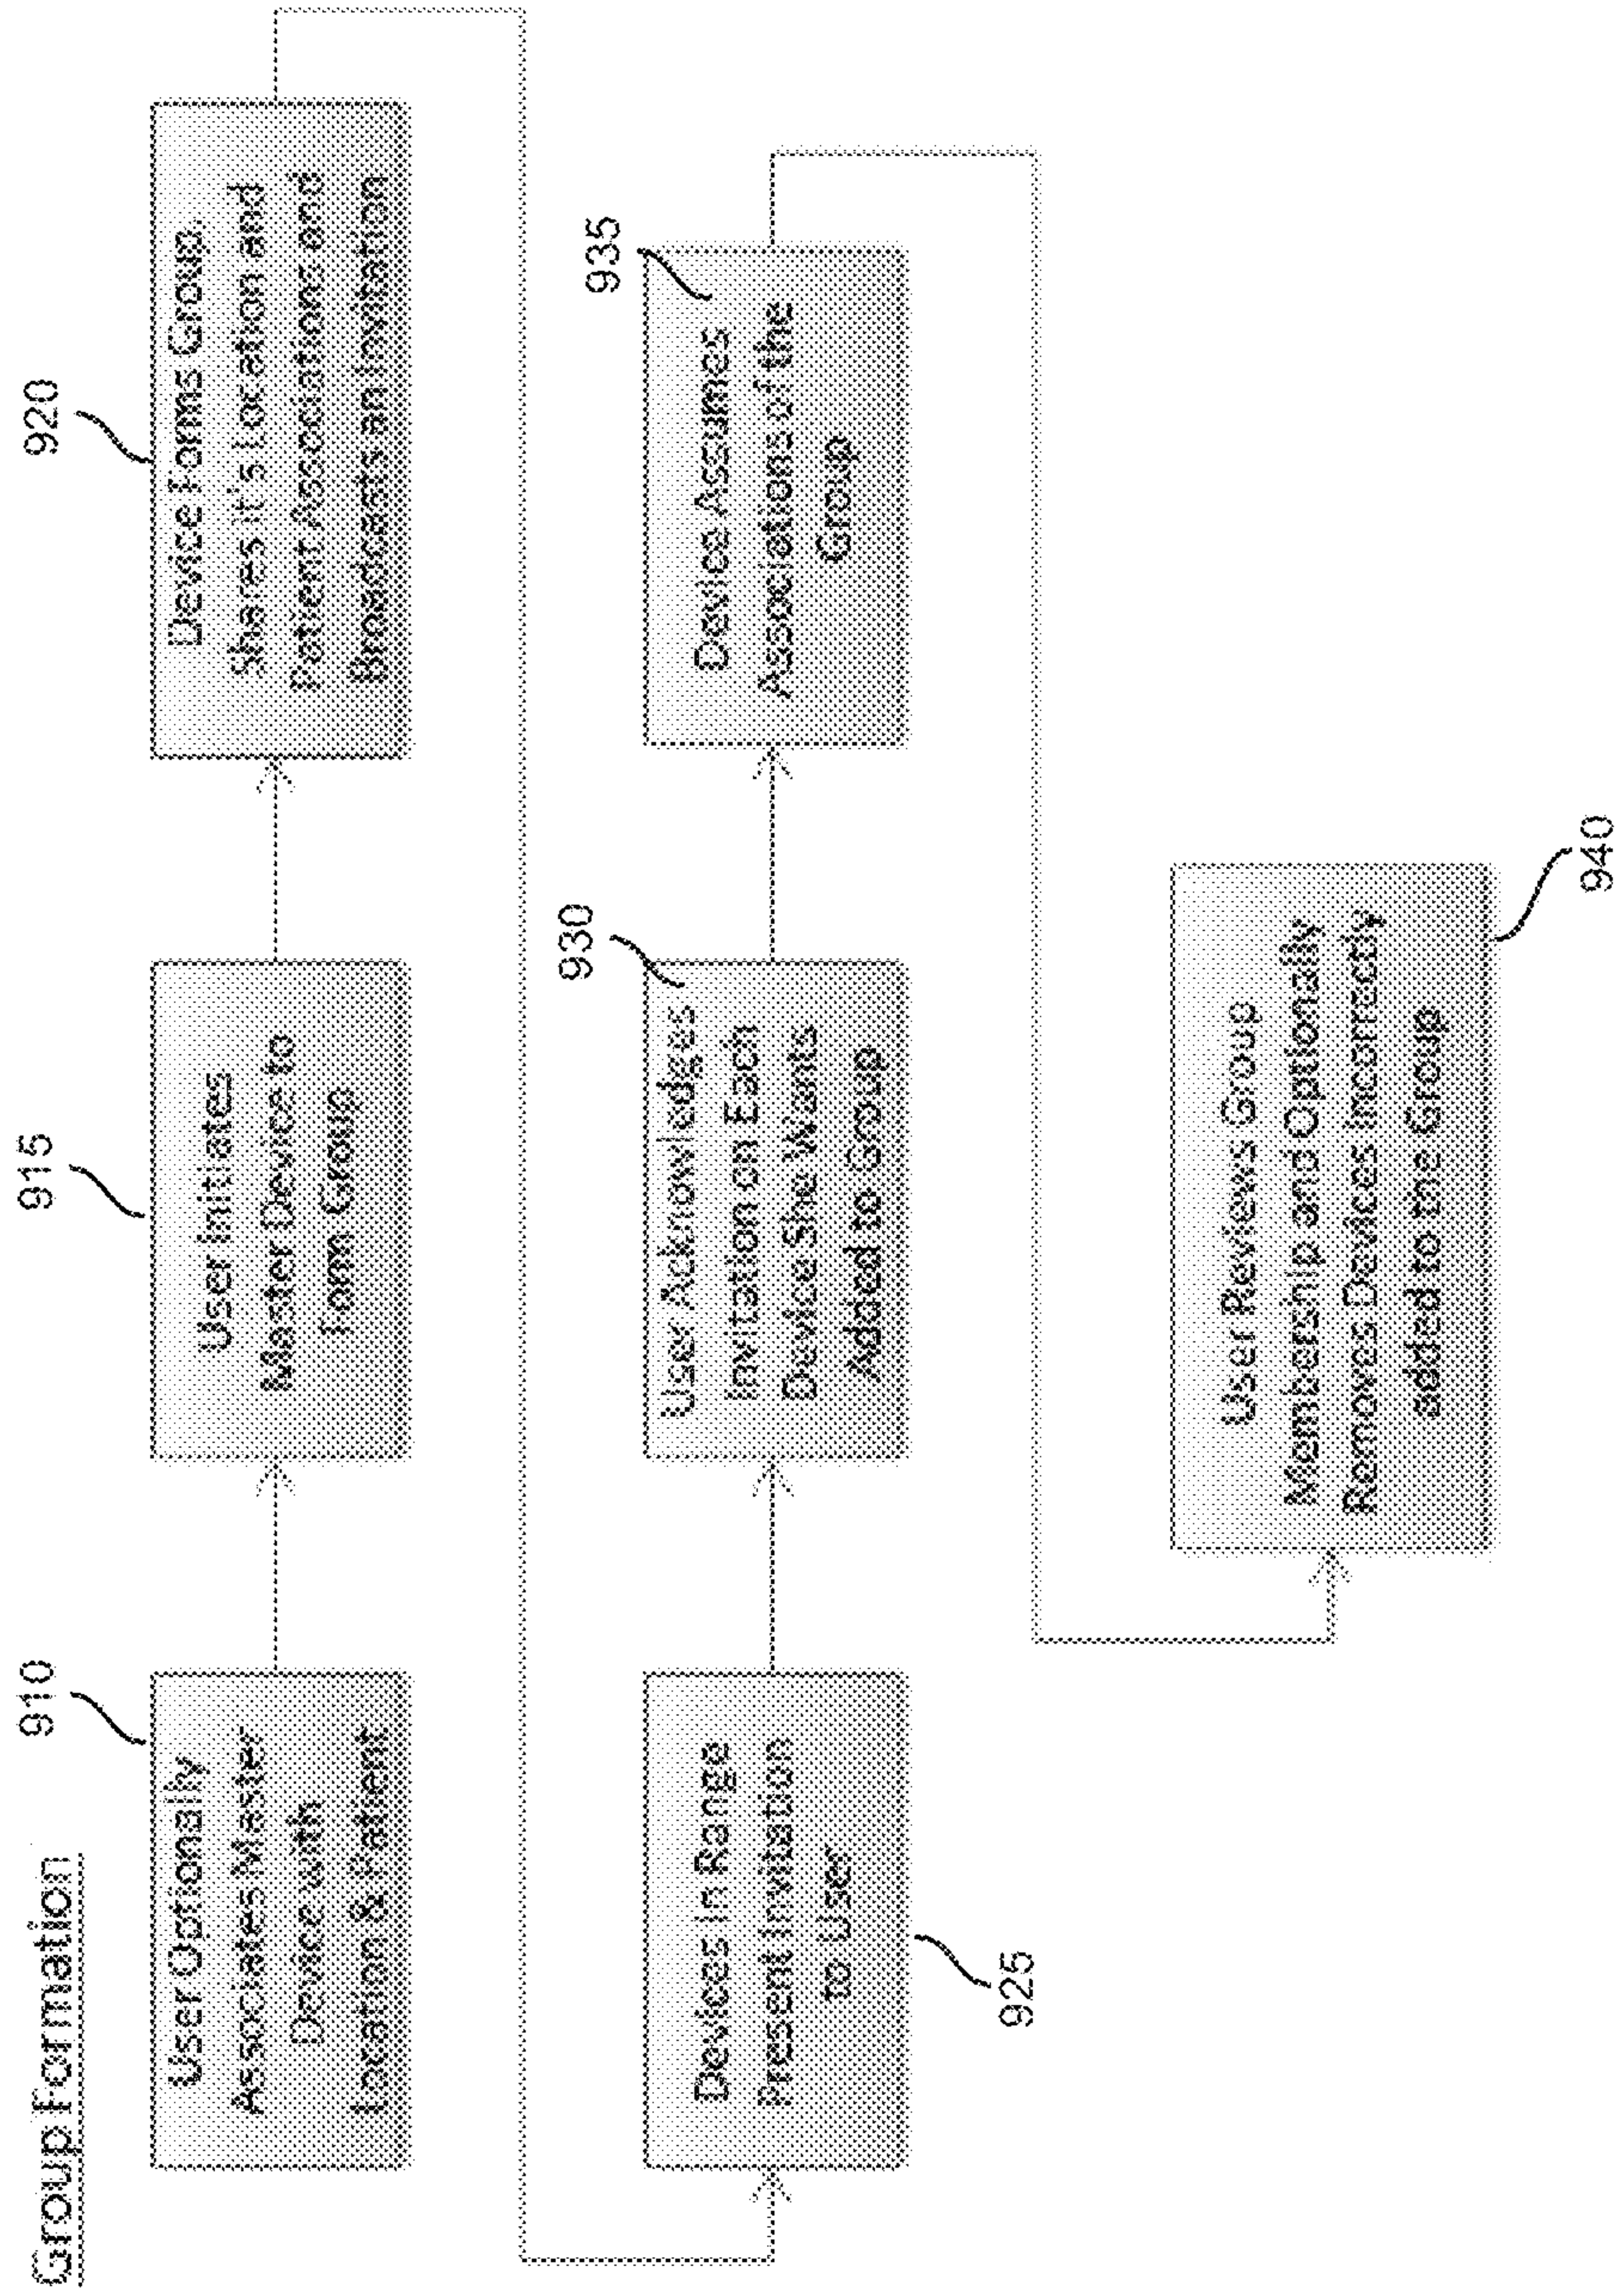 Group Formation
910
User Optionally
Associates Master
Device with
Location & Patient
915
User Initiates
Master Device to
Form Group
920
Device Forms Group,
Shares it's Location and
Patient Associations and
Broadcasts an Invitation
925
Devices in Range
Present Invitation
to User
930
User Acknowledges
Invitation on Each
Device She Wants
Added to Group
935
Device Assumes
Associations of the
Group
940
User Reviews Group
Membership and Optionally
Removes Devices Incorrectly
added to the Group